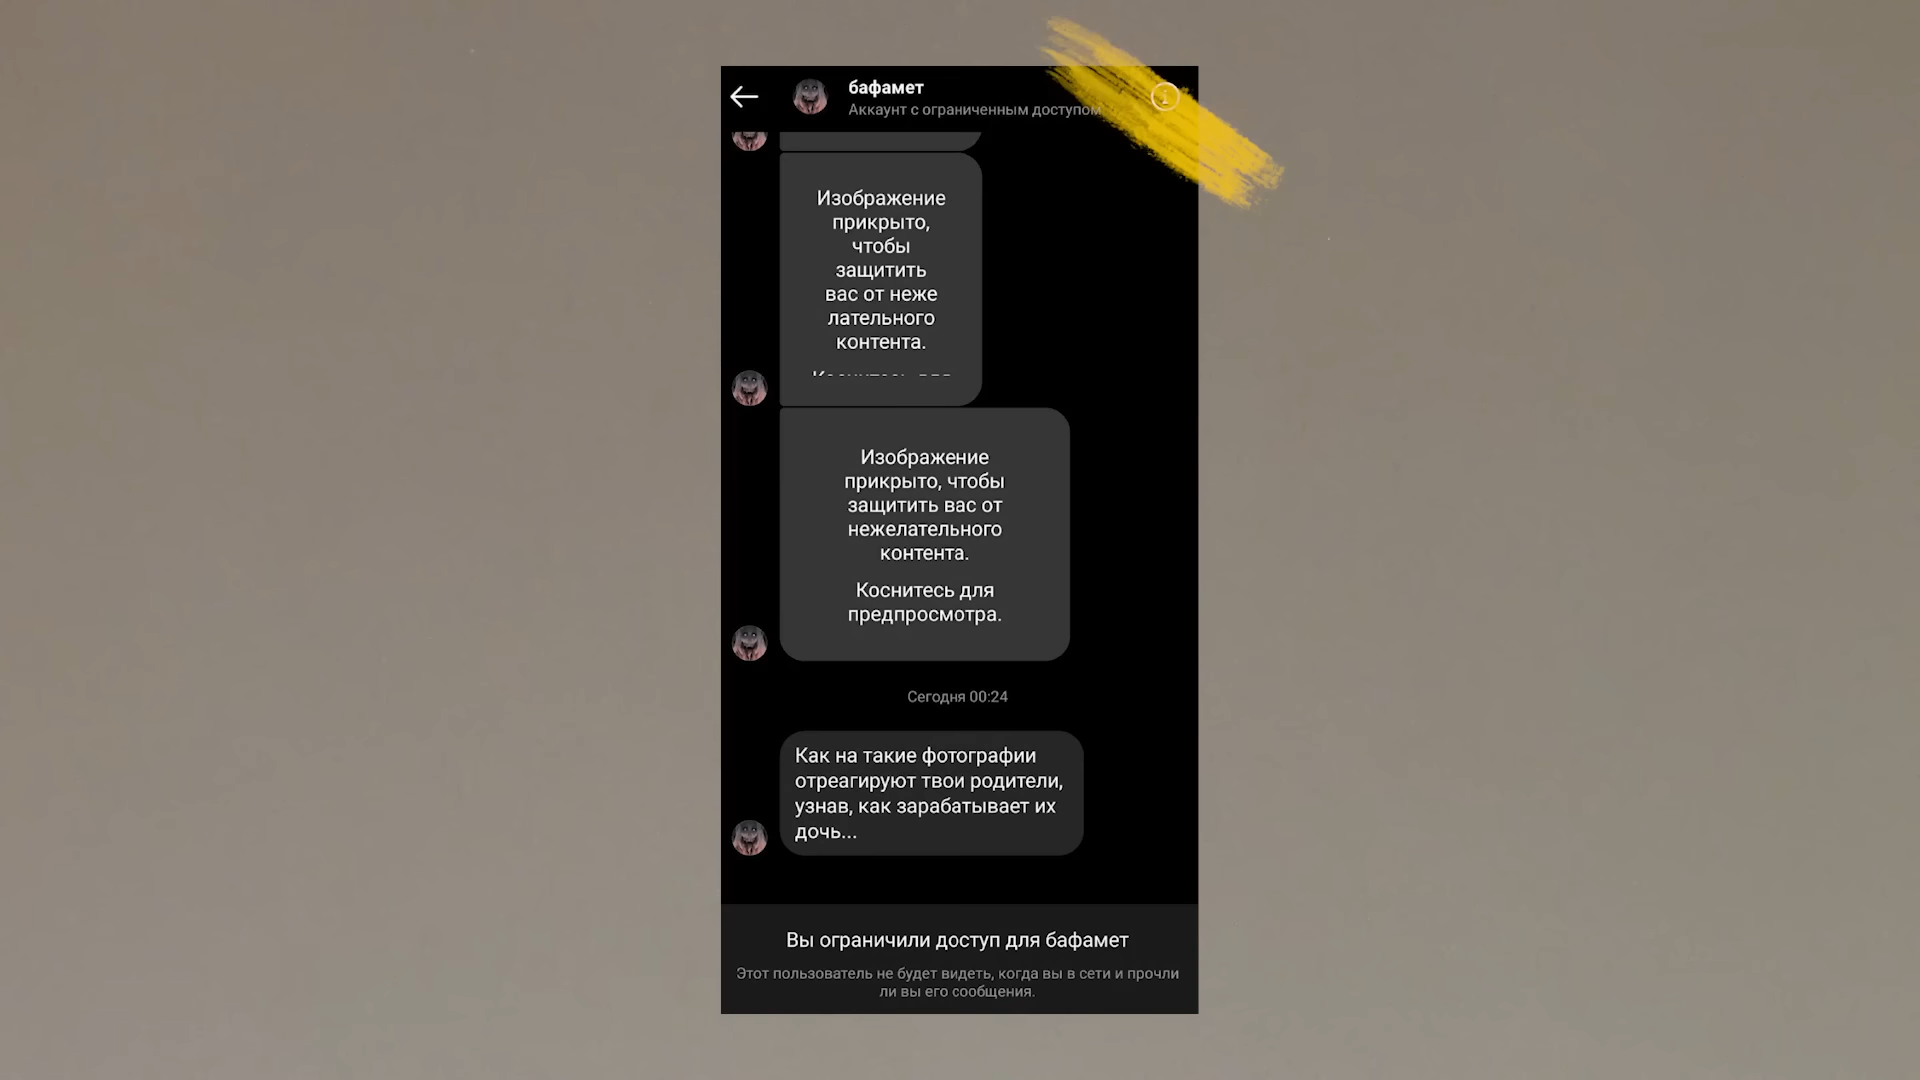 бафамет
Аккаунт с ограниченным доступом
Изображение
прикрыто,
чтобы
защитить
вас от неже
лательного
контента.
Изображение
прикрыто, чтобы
защитить вас от
нежелательного
контента.
Коснитесь для
предпросмотра.
Сегодня 00:24
Как на такие фотографии
отреагируют твои родители,
узнав, как зарабатывает их
дочь...
Вы ограничили доступ для бафамет
Этот пользователь не будет видеть, когда вы в сети и прочли
ли вы его сообщения.